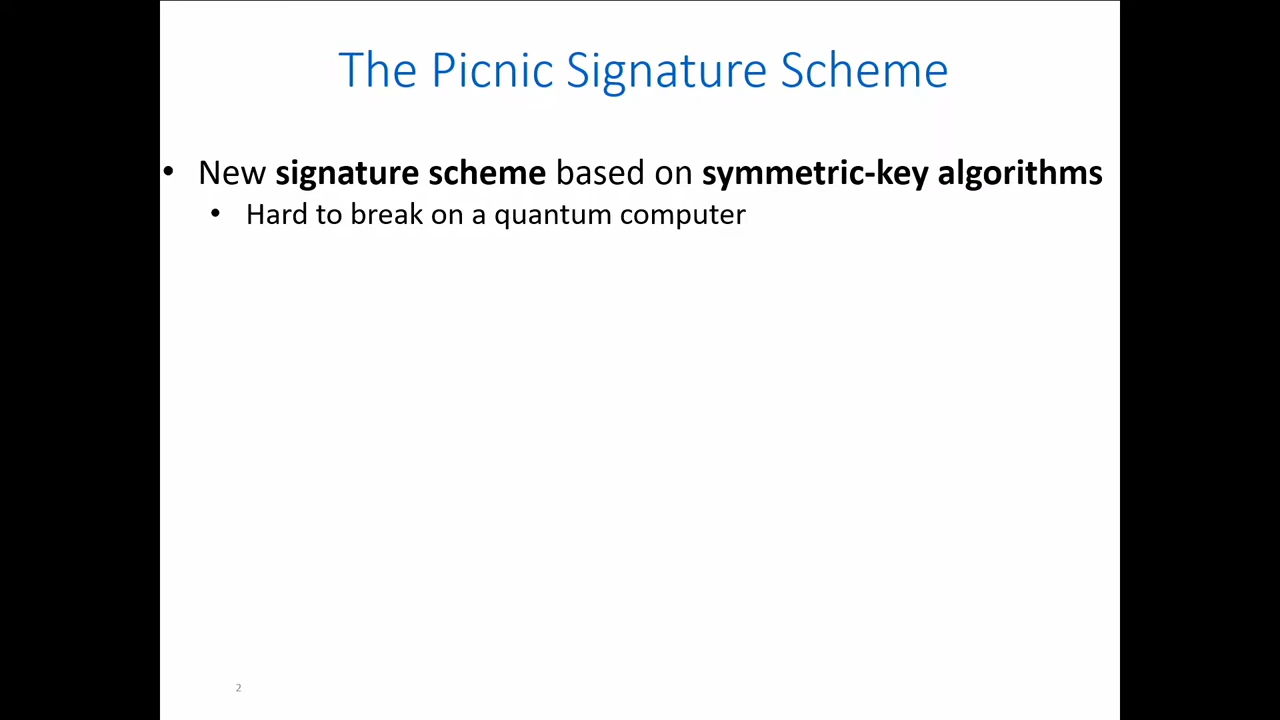 The Picnic Signature Scheme
• New signature scheme based on symmetric-key algorithms
• Hard to break on a quantum computer
2